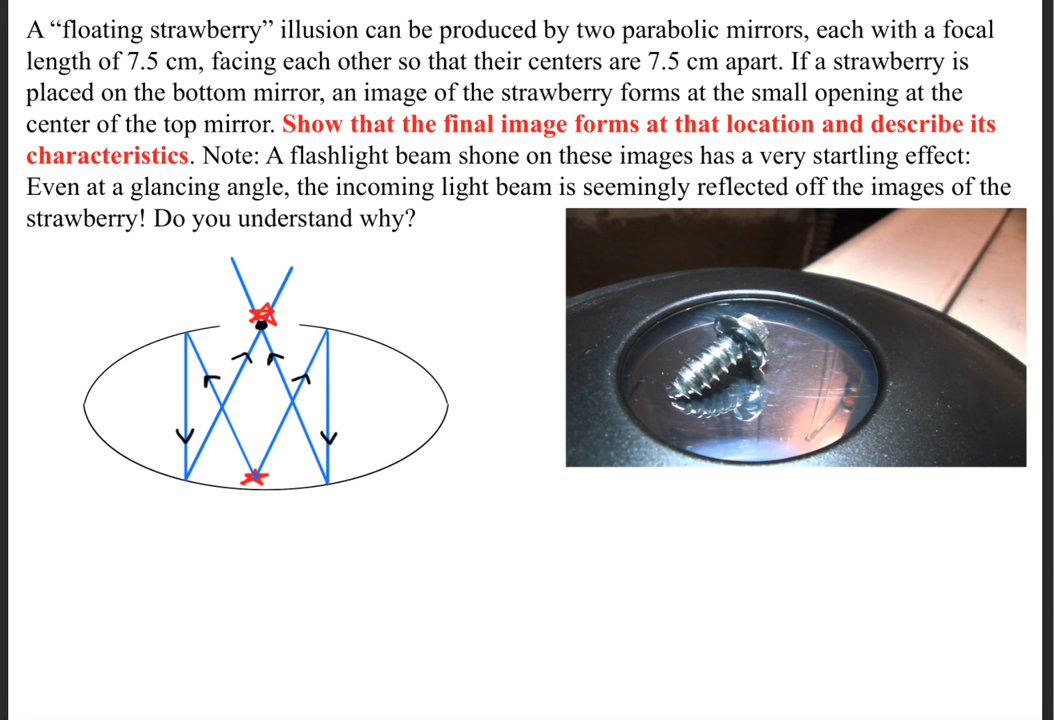 A “floating strawberry” illusion can be produced by two parabolic mirrors, each with a focal
length of 7.5 cm, facing each other so that their centers are 7.5 cm apart. If a strawberry is
placed on the bottom mirror, an image of the strawberry forms at the small opening at the
center of the top mirror. Show that the final image forms at that location and describe its
characteristics. Note: A flashlight beam shone on these images has a very startling effect:
Even at a glancing angle, the incoming light beam is seemingly reflected off the images of the
strawberry! Do you understand why?